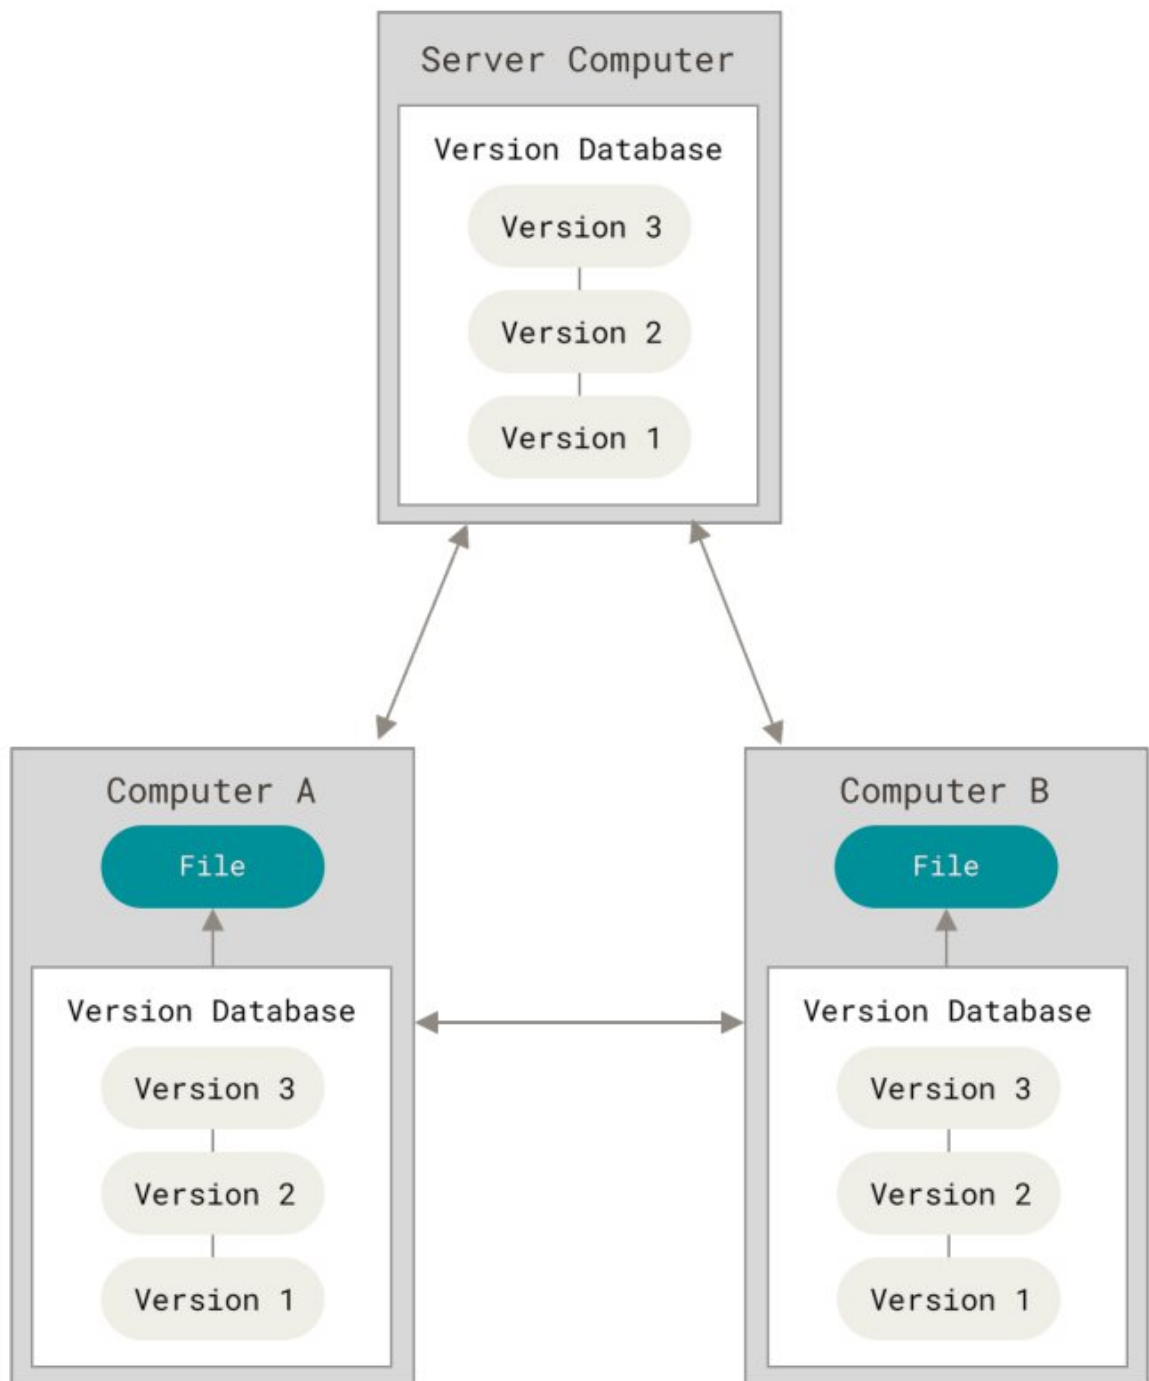 Server Computer
Version Database
Version 3
Version 2
Version 1
Computer A
File
Version Database
Version 3
Version 2
Version 1
Computer B
File
Version Database
Version 3
Version 2
Version 1